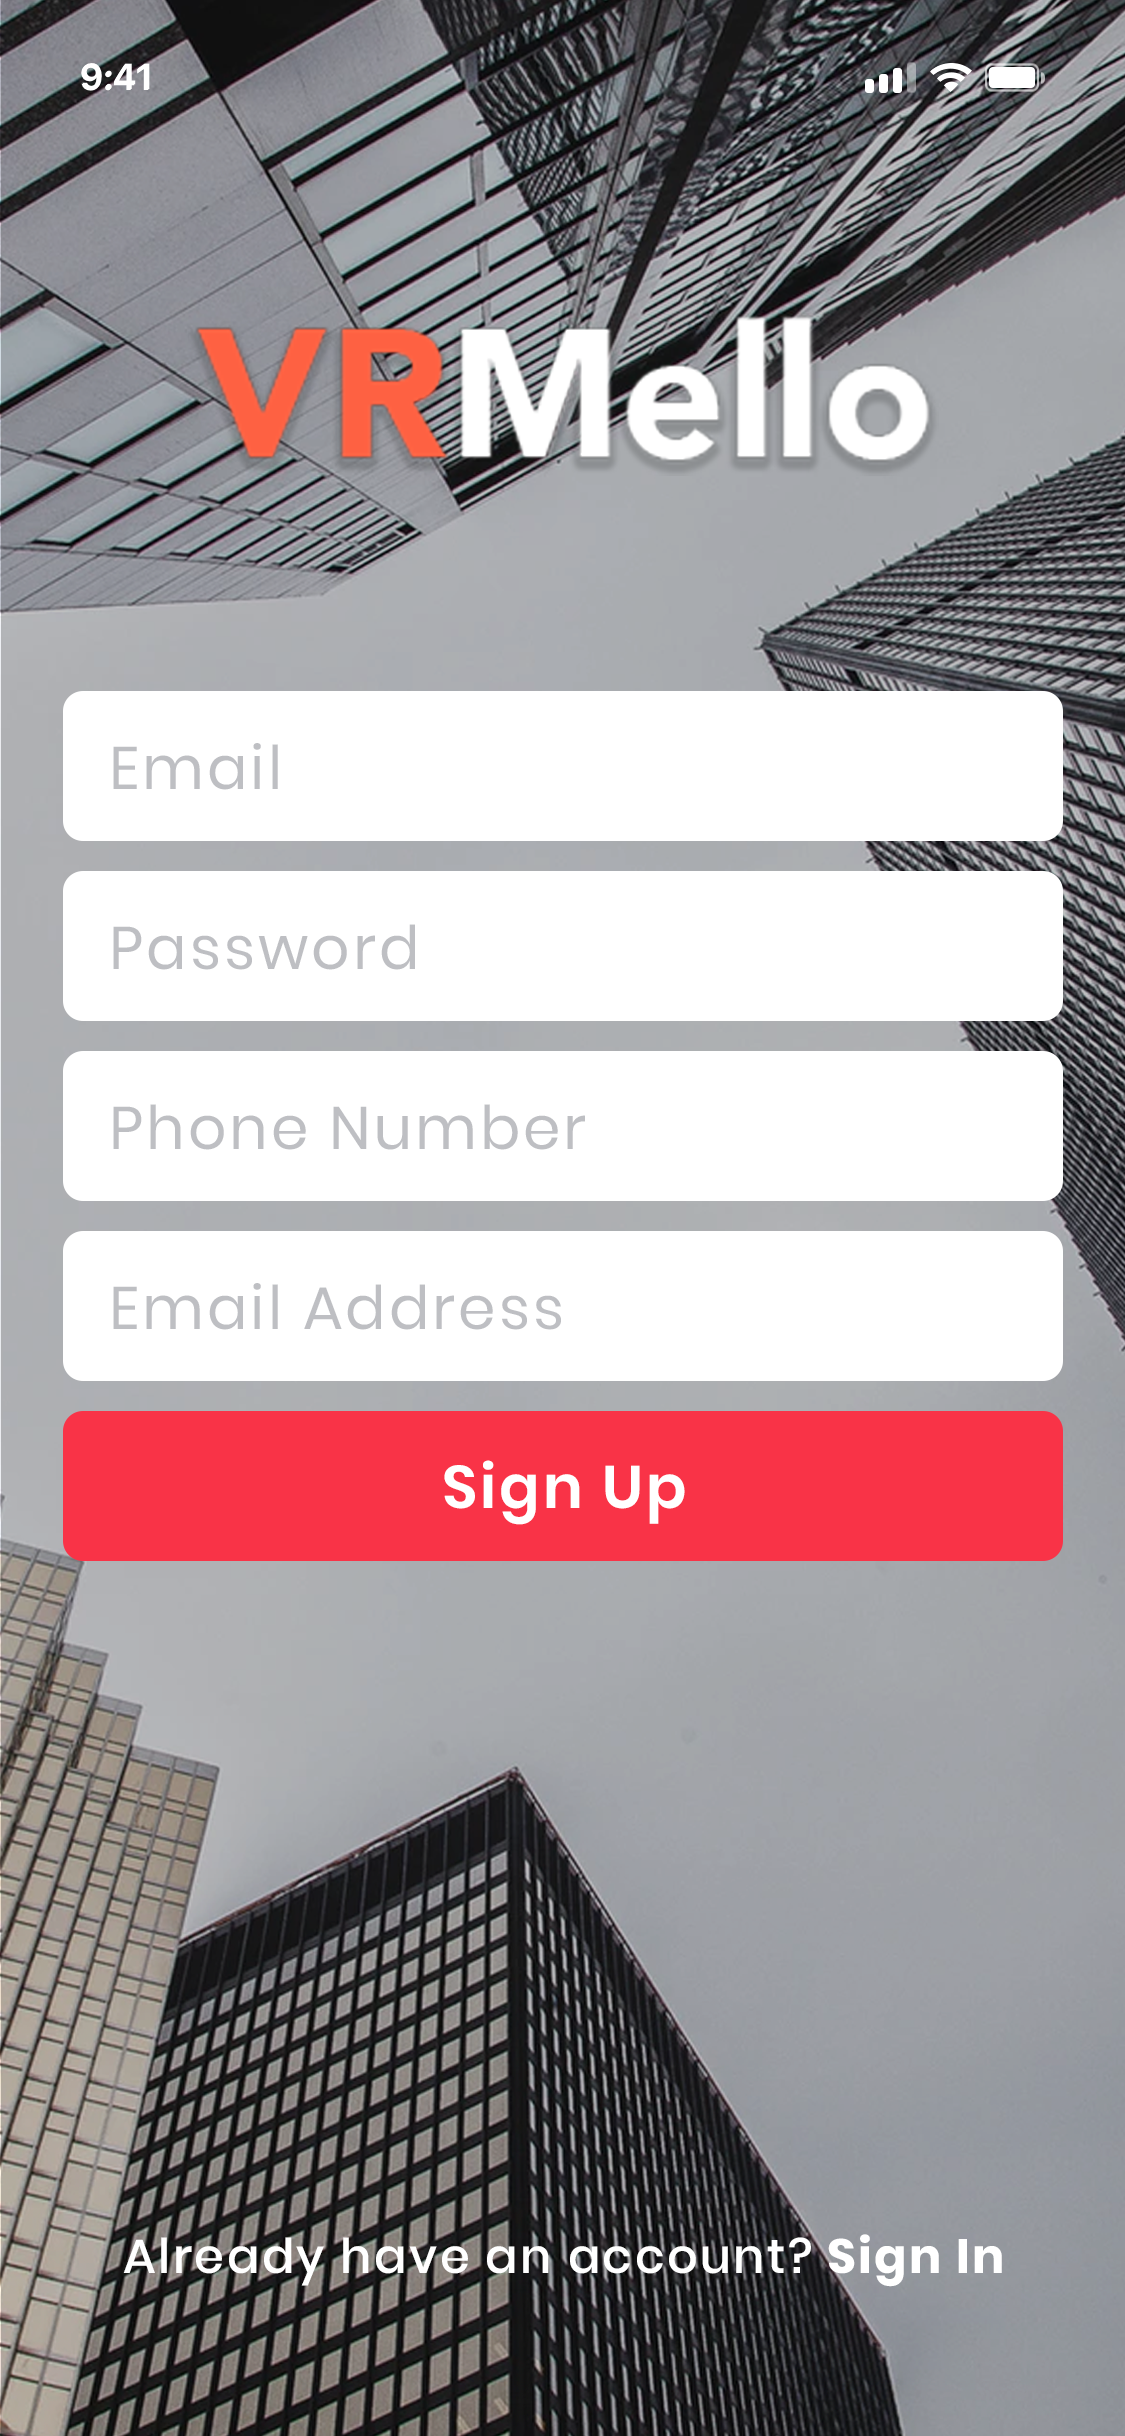 9:41
VRMello
Email
Password
Phone Number
Email Address
Sign Up
Already have an account? Sign In